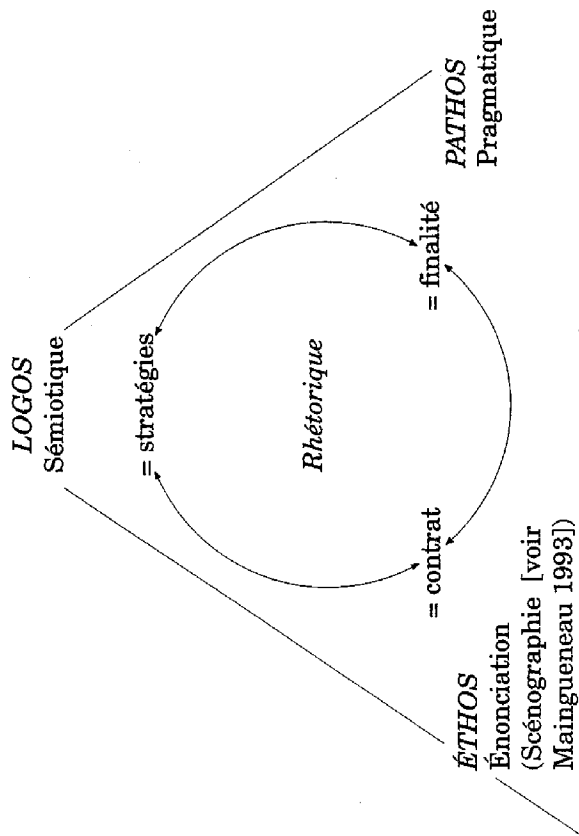 LOGOS
Sémiotique
= stratégies
Rhétorique
= contrat
= finalité
ÉTHOS
Énonciation
(Scénographie [voir
Maingueneau 1993])
PATHOS
Pragmatique